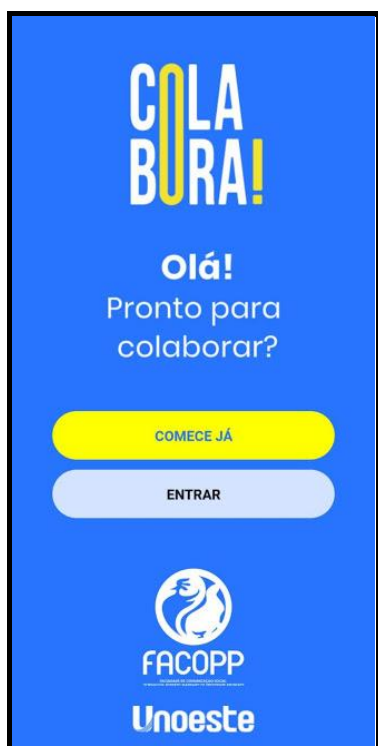 COLA
BORA!
Olá!
Pronto para
colaborar?
COMECE JÁ
ENTRAR
FACOPP
Unoeste